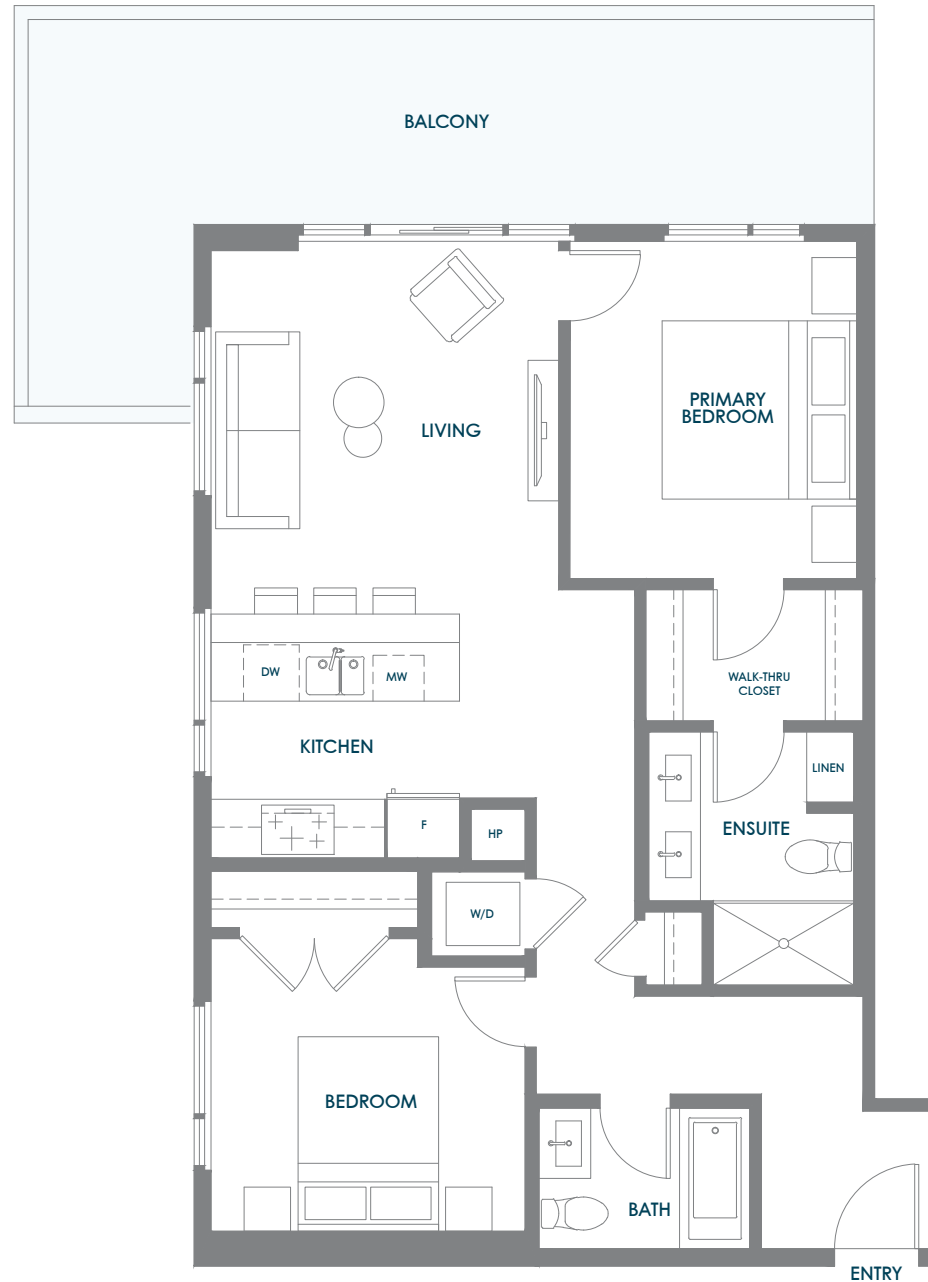 BALCONY
PRIMARY
BEDROOM
LIVING
DW
MW
WALK-THRU
CLOSET
KITCHEN
LINEN
F
HP
ENSUITE
W/D
BEDROOM
BATH
ENTRY